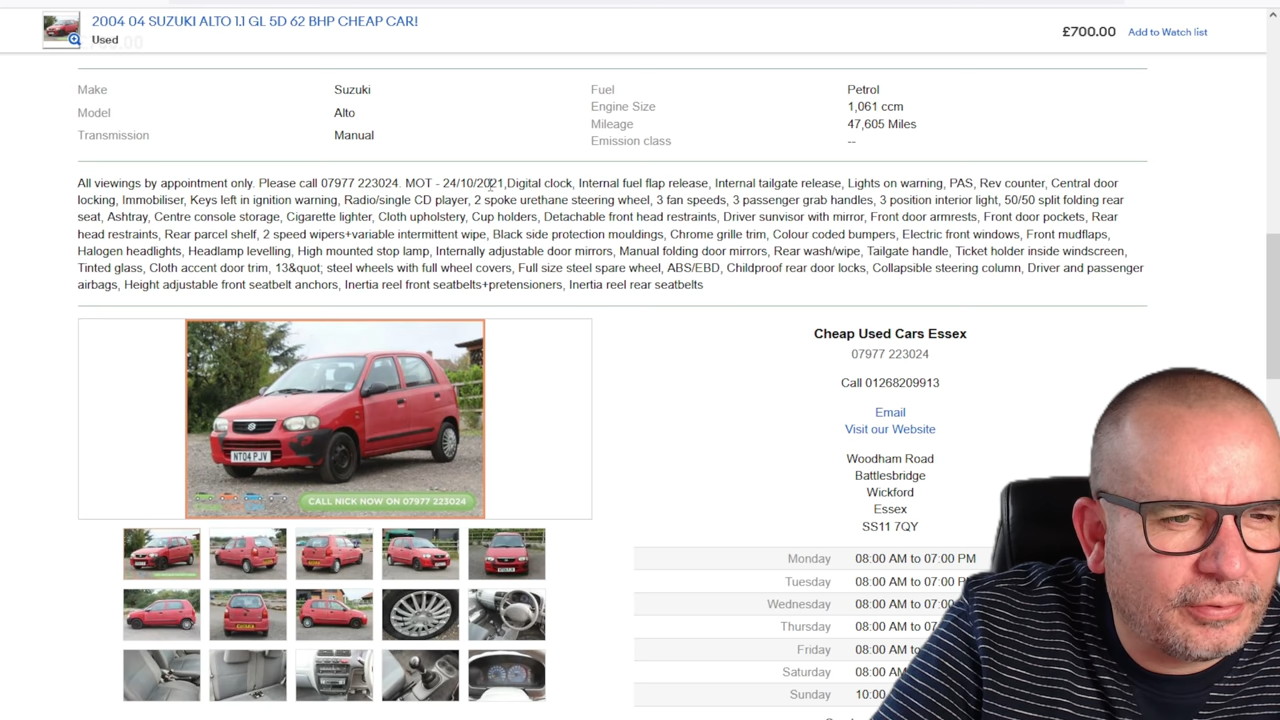 2004 04 SUZUKI ALTO 1.1 GL 5D 62 BHP CHEAP CAR!
Used
£700.00
Add to Watch list
Make
Suzuki
Fuel
Petrol
Model
Alto
Engine Size
1,061 ccm
Transmission
Manual
Mileage
47,605 Miles
Emission class
--
All viewings by appointment only. Please call 07977 223024. MOT - 24/10/2021,Digital clock, Internal fuel flap release, Internal tailgate release, Lights on warning, PAS, Rev counter, Central door
locking, Immobiliser, Keys left in ignition warning, Radio/single CD player, 2 spoke urethane steering wheel, 3 fan speeds, 3 passenger grab handles, 3 position interior light, 50/50 split folding rear
seat, Ashtray, Centre console storage, Cigarette lighter, Cloth upholstery, Cup holders, Detachable front head restraints, Driver sunvisor with mirror, Front door armrests, Front door pockets, Rear
head restraints, Rear parcel shelf, 2 speed wipers+variable intermittent wipe, Black side protection mouldings, Chrome grille trim, Colour coded bumpers, Electric front windows, Front mudflaps,
Halogen headlights, Headlamp levelling, High mounted stop lamp, Internally adjustable door mirrors, Manual folding door mirrors, Rear wash/wipe, Tailgate handle, Ticket holder inside windscreen,
Tinted glass, Cloth accent door trim, 13&quot; steel wheels with full wheel covers, Full size steel spare wheel, ABS/EBD, Childproof rear door locks, Collapsible steering column, Driver and passenger
airbags, Height adjustable front seatbelt anchors, Inertia reel front seatbelts+pretensioners, Inertia reel rear seatbelts
NT04 PJV
CALL NICK NOW ON 07977 223024
Cheap Used Cars Essex
07977 223024
Call 01268209913
Email
Visit our Website
Woodham Road
Battlesbridge
Wickford
Essex
SS11 7QY
Monday 08:00 AM to 07:00 PM
Tuesday 08:00 AM to 07:00 P
Wednesday 08:00 AM to 07:00
Thursday 08:00 AM to 07
Friday 08:00 AM to
Saturday 08:00 AM
Sunday 10:00